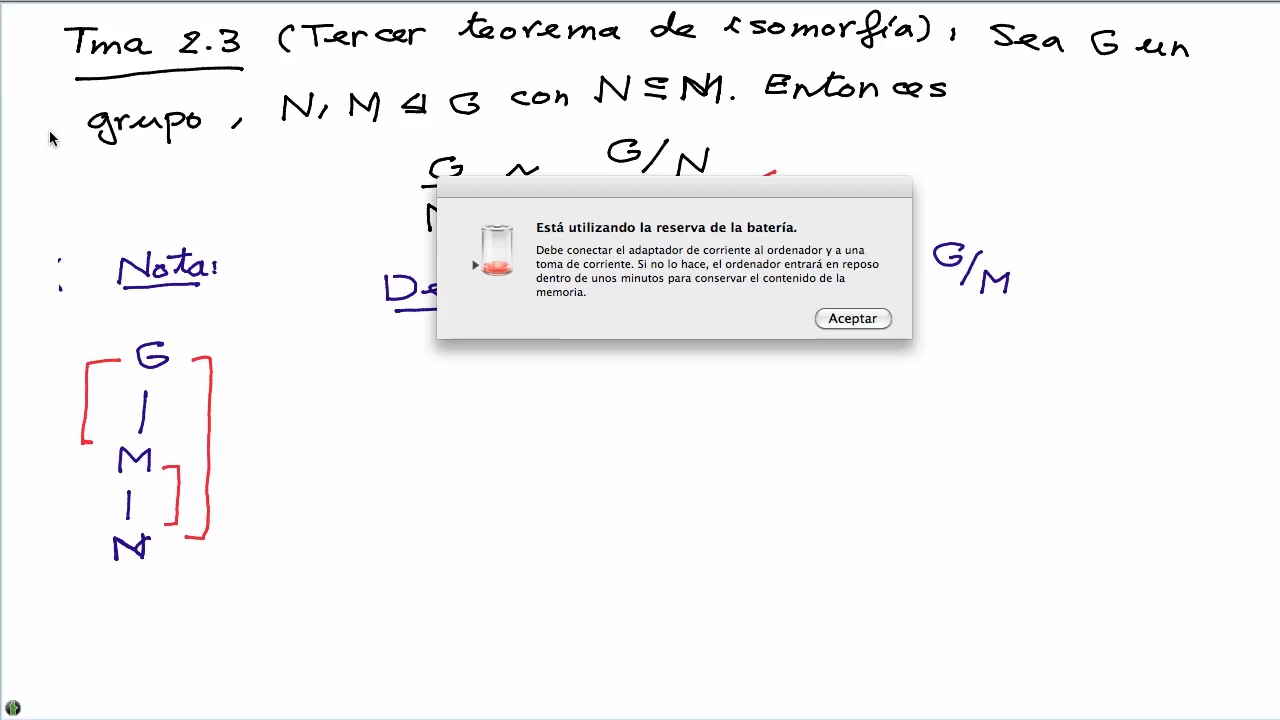 Tma 2.3 (Tercer teorema de isomorfía). Sea G un
grupo, N, M ⊴ G con N ⊆ M. Entonces
G ~ G/N
Está utilizando la reserva de la batería.
Debe conectar el adaptador de corriente al ordenador y a una
toma de corriente. Si no lo hace, el ordenador entrará en reposo
dentro de unos minutos para conservar el contenido de la
memoria.
Aceptar
: Nota:
De
G/M
G
M
N